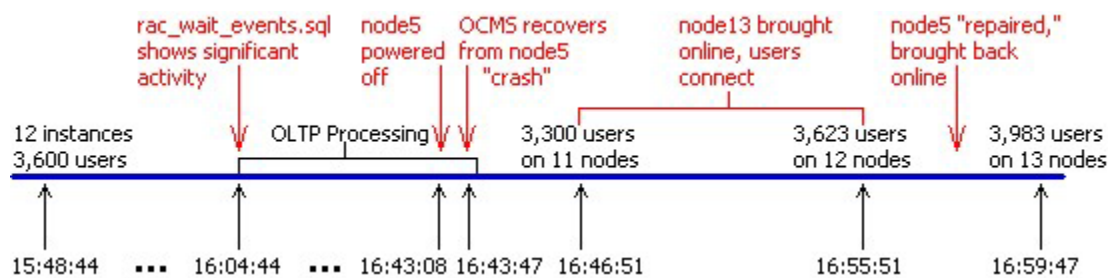 rac_wait_events.sql
shows significant
activity
node5
powered
off
OCMS recovers
from node5
"crash"
node13 brought
online, users
connect
node5 "repaired,"
brought back
online
12 instances
3,600 users
OLTP Processing
3,300 users
on 11 nodes
3,623 users
on 12 nodes
3,983 users
on 13 nodes
15:48:44 ... 16:04:44 ... 16:43:08 16:43:47 16:46:51 16:55:51 16:59:47